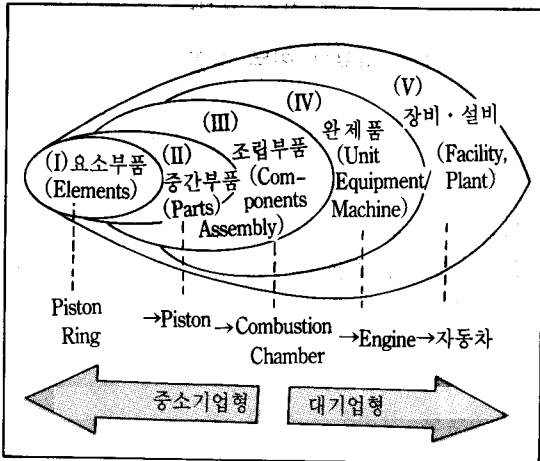 (V)
장비·설비
(Facility,
Plant)
(IV)
완제품
(Unit
Equipment/
Machine)
(III)
조립부품
(Com-
ponents
Assembly)
(II)
중간부품
(Parts)
(I)요소부품
(Elements)
Piston
Ring
→Piston
→Combustion
Chamber
→Engine→자동차
중소기업형
대기업형